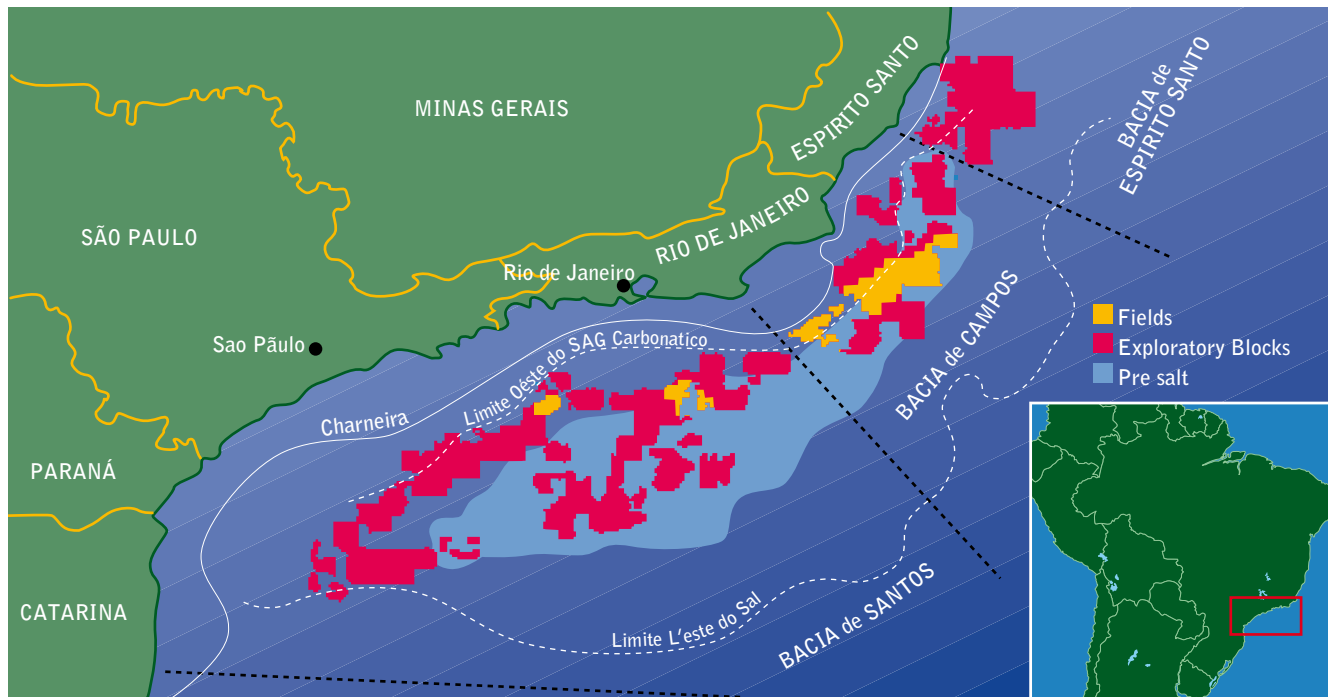 MINAS GERAIS
ESPIRITO SANTO
BACIA de
ESPIRITO SANTO
SÃO PAULO
RIO DE JANEIRO
Rio de Janeiro
Sao Pãulo
Fields
Exploratory Blocks
Pre salt
BACIA de CAMPOS
Limite Oéste do SAG Carbonatico
Charneira
PARANÁ
CATARINA
Limite L'este do Sal
BACIA de SANTOS